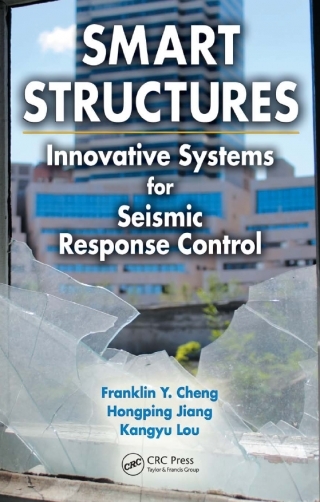 SMART
STRUCTURES
Innovative Systems
for
Seismic
Response Control
Franklin Y. Cheng
Hongping Jiang
Kangyu Lou
CRC
CRC Press
Taylor & Francis Group